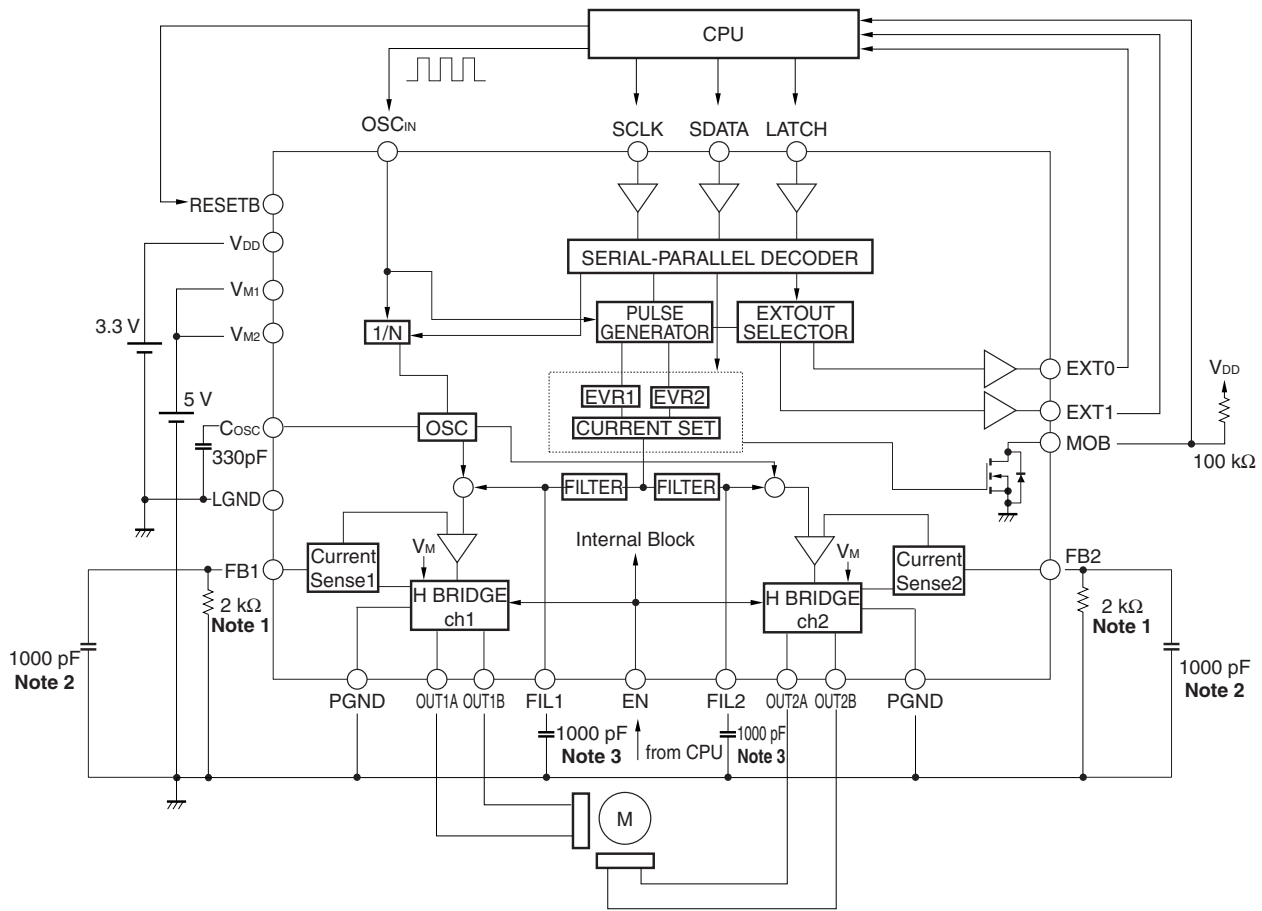 CPU
OSCIN
SCLK
SDATA
LATCH
RESETB
VDD
VM1
VM2
3.3 V
5 V
SERIAL-PARALLEL DECODER
1/N
PULSE
GENERATOR
EXTOUT
SELECTOR
EXT0
EXT1
VDD
EVR1
EVR2
CURRENT SET
COSC
330pF
OSC
MOB
100 kΩ
LGND
FILTER
FILTER
Internal Block
VM
VM
Current
Sense1
Current
Sense2
FB1
FB2
H BRIDGE
ch1
H BRIDGE
ch2
2 kΩ
Note 1
2 kΩ
Note 1
1000 pF
Note 2
1000 pF
Note 2
PGND
OUT1A
OUT1B
FIL1
EN
FIL2
OUT2A
OUT2B
PGND
1000 pF
Note 3
from CPU
1000 pF
Note 3
M